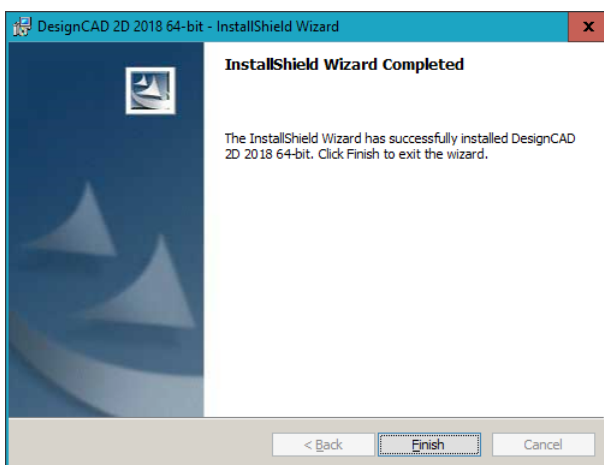 DesignCAD 2D 2018 64-bit - InstallShield Wizard
InstallShield Wizard Completed
The InstallShield Wizard has successfully installed DesignCAD
2D 2018 64-bit. Click Finish to exit the wizard.
< Back
Finish
Cancel